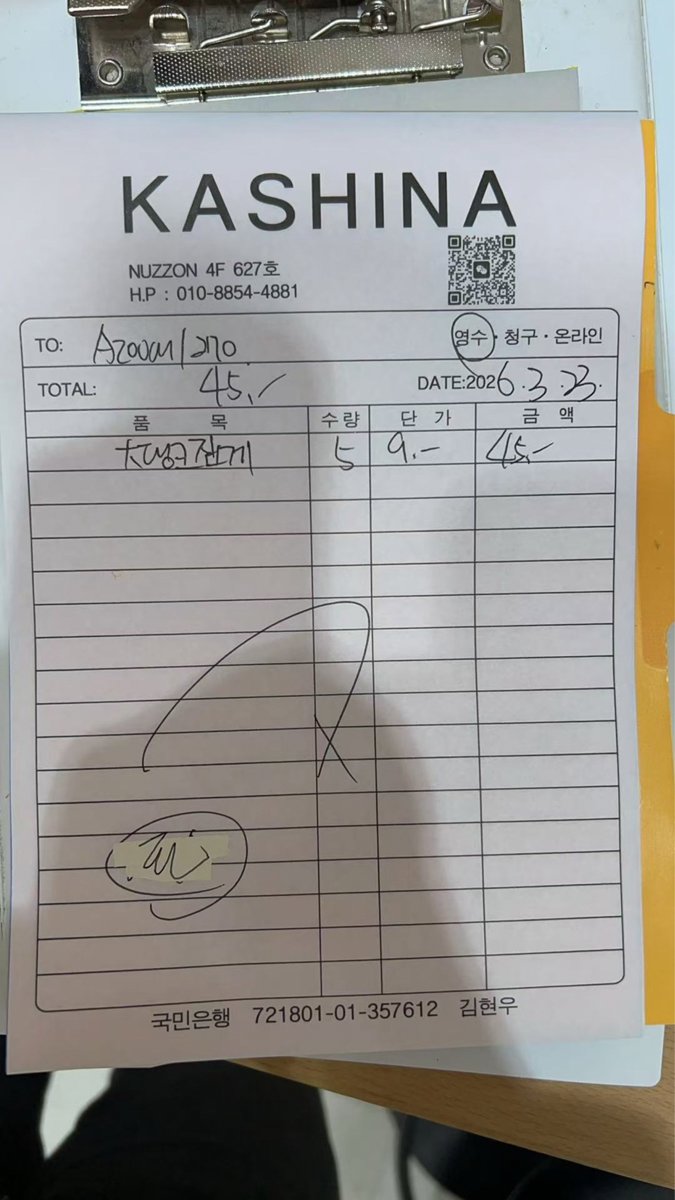 KASHINA
NUZZON 4F 627호
H.P : 010-8854-4881
TO: Azoom/270 영수 · 청구 · 온라인
TOTAL: 45.- DATE:2026.3.23.
품 목 수량 단 가 금 액
5 9.- 45.-
국민은행 721801-01-357612 김현우